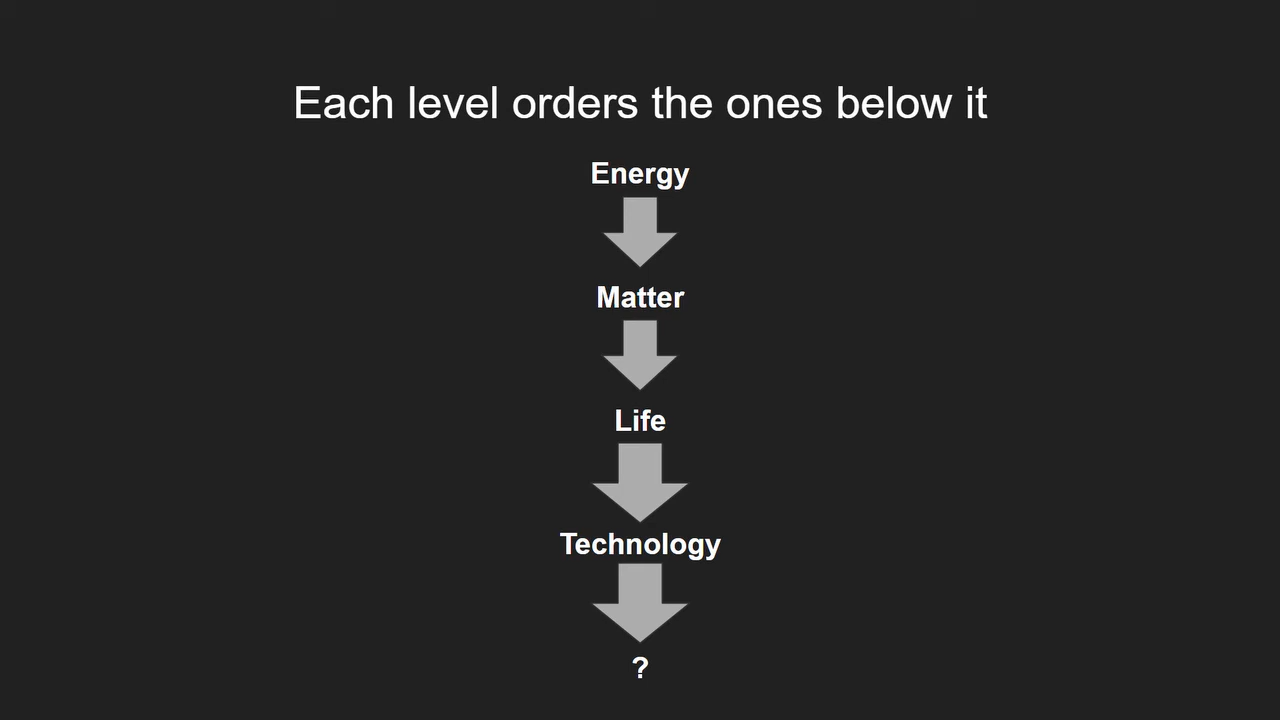 Each level orders the ones below it
Energy
Matter
Life
Technology
?